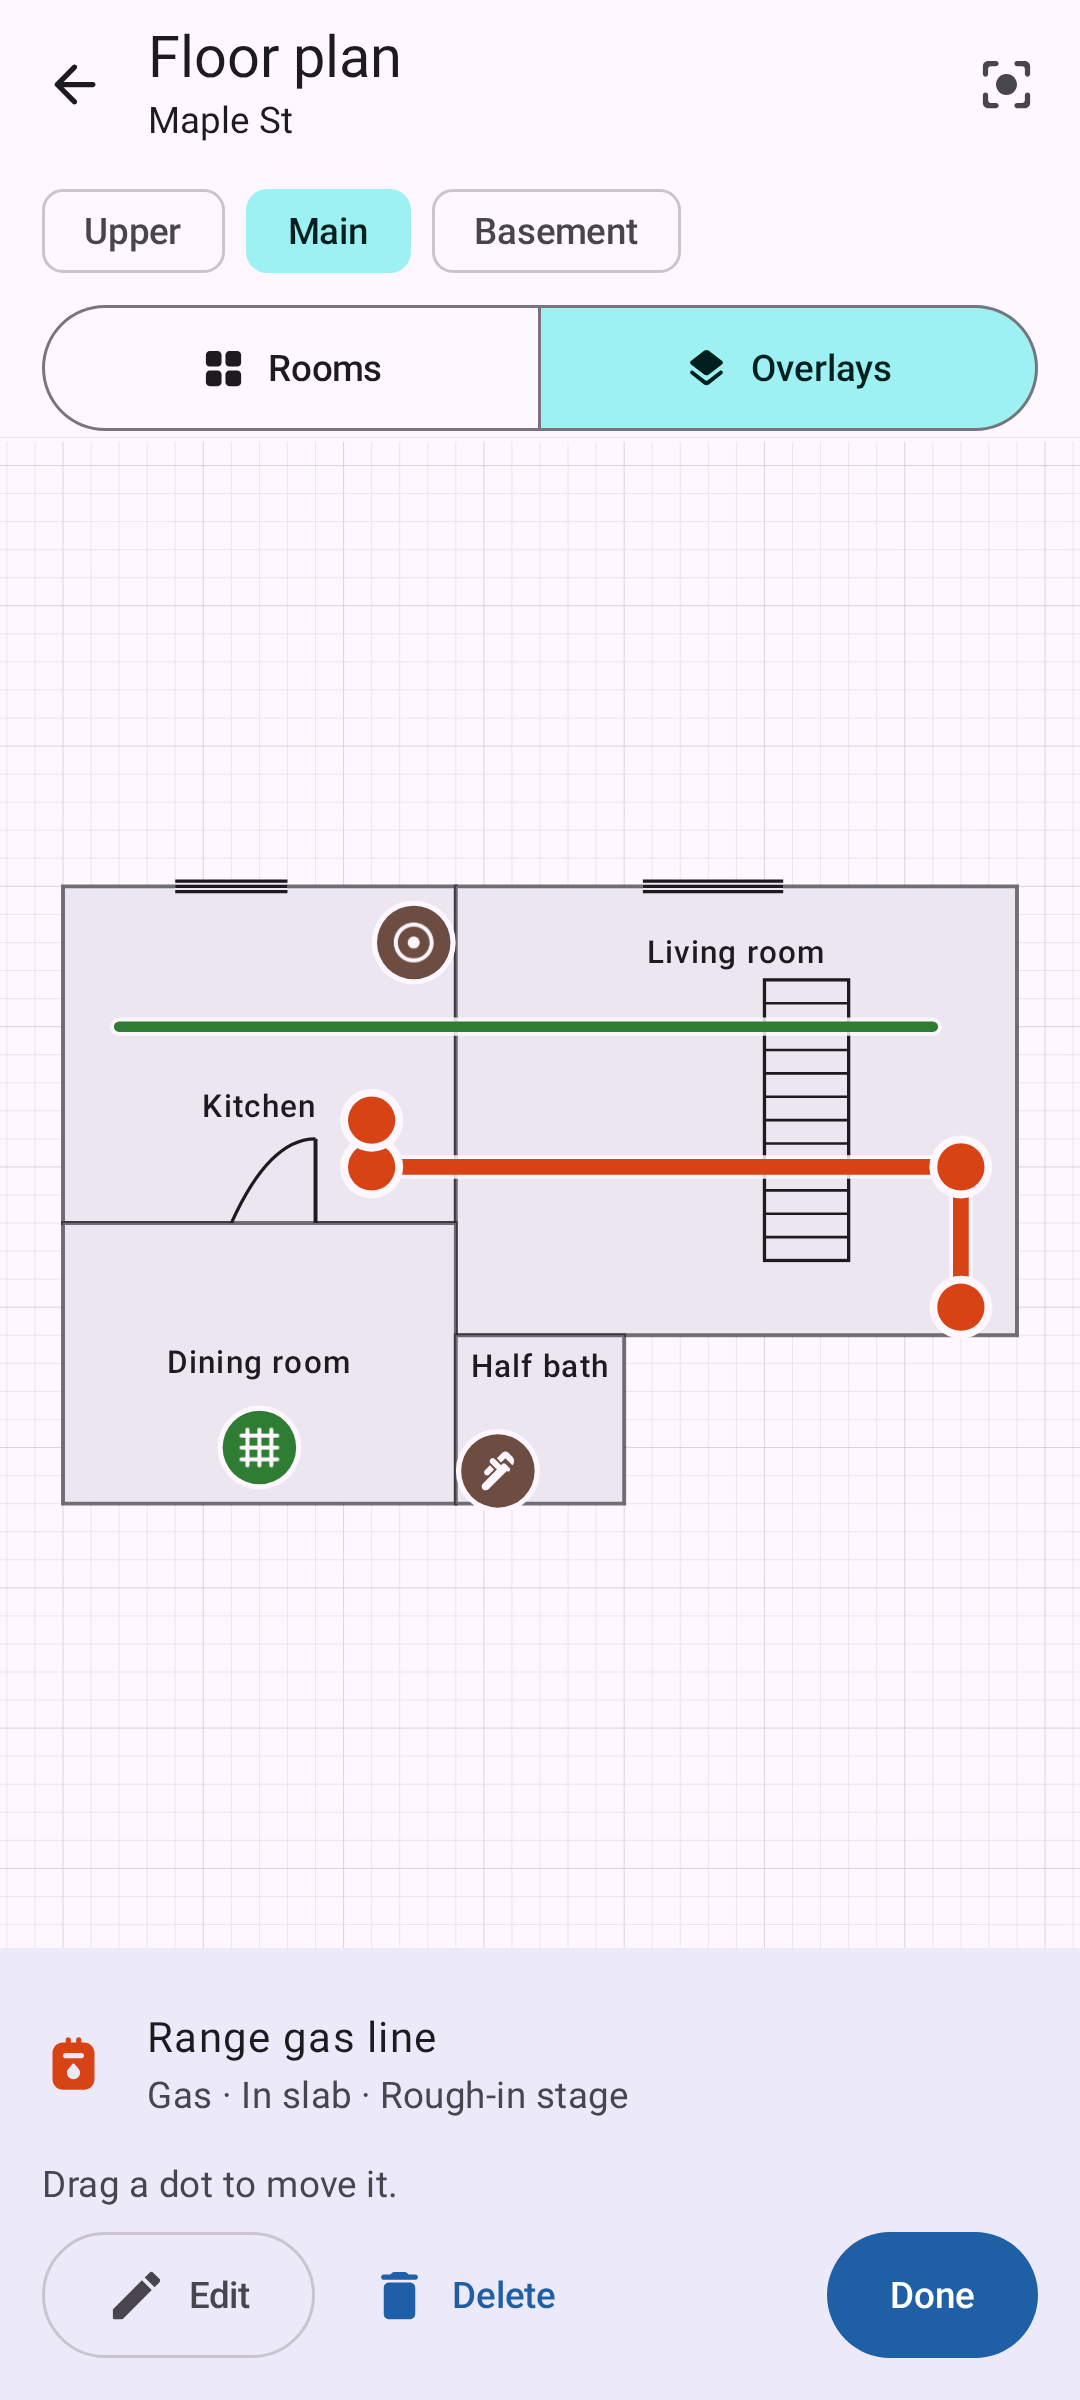 Floor plan
Maple St
Upper
Main
Basement
Rooms
Overlays
Living room
Kitchen
Dining room
Half bath
Range gas line
Gas · In slab · Rough-in stage
Drag a dot to move it.
Edit
Delete
Done